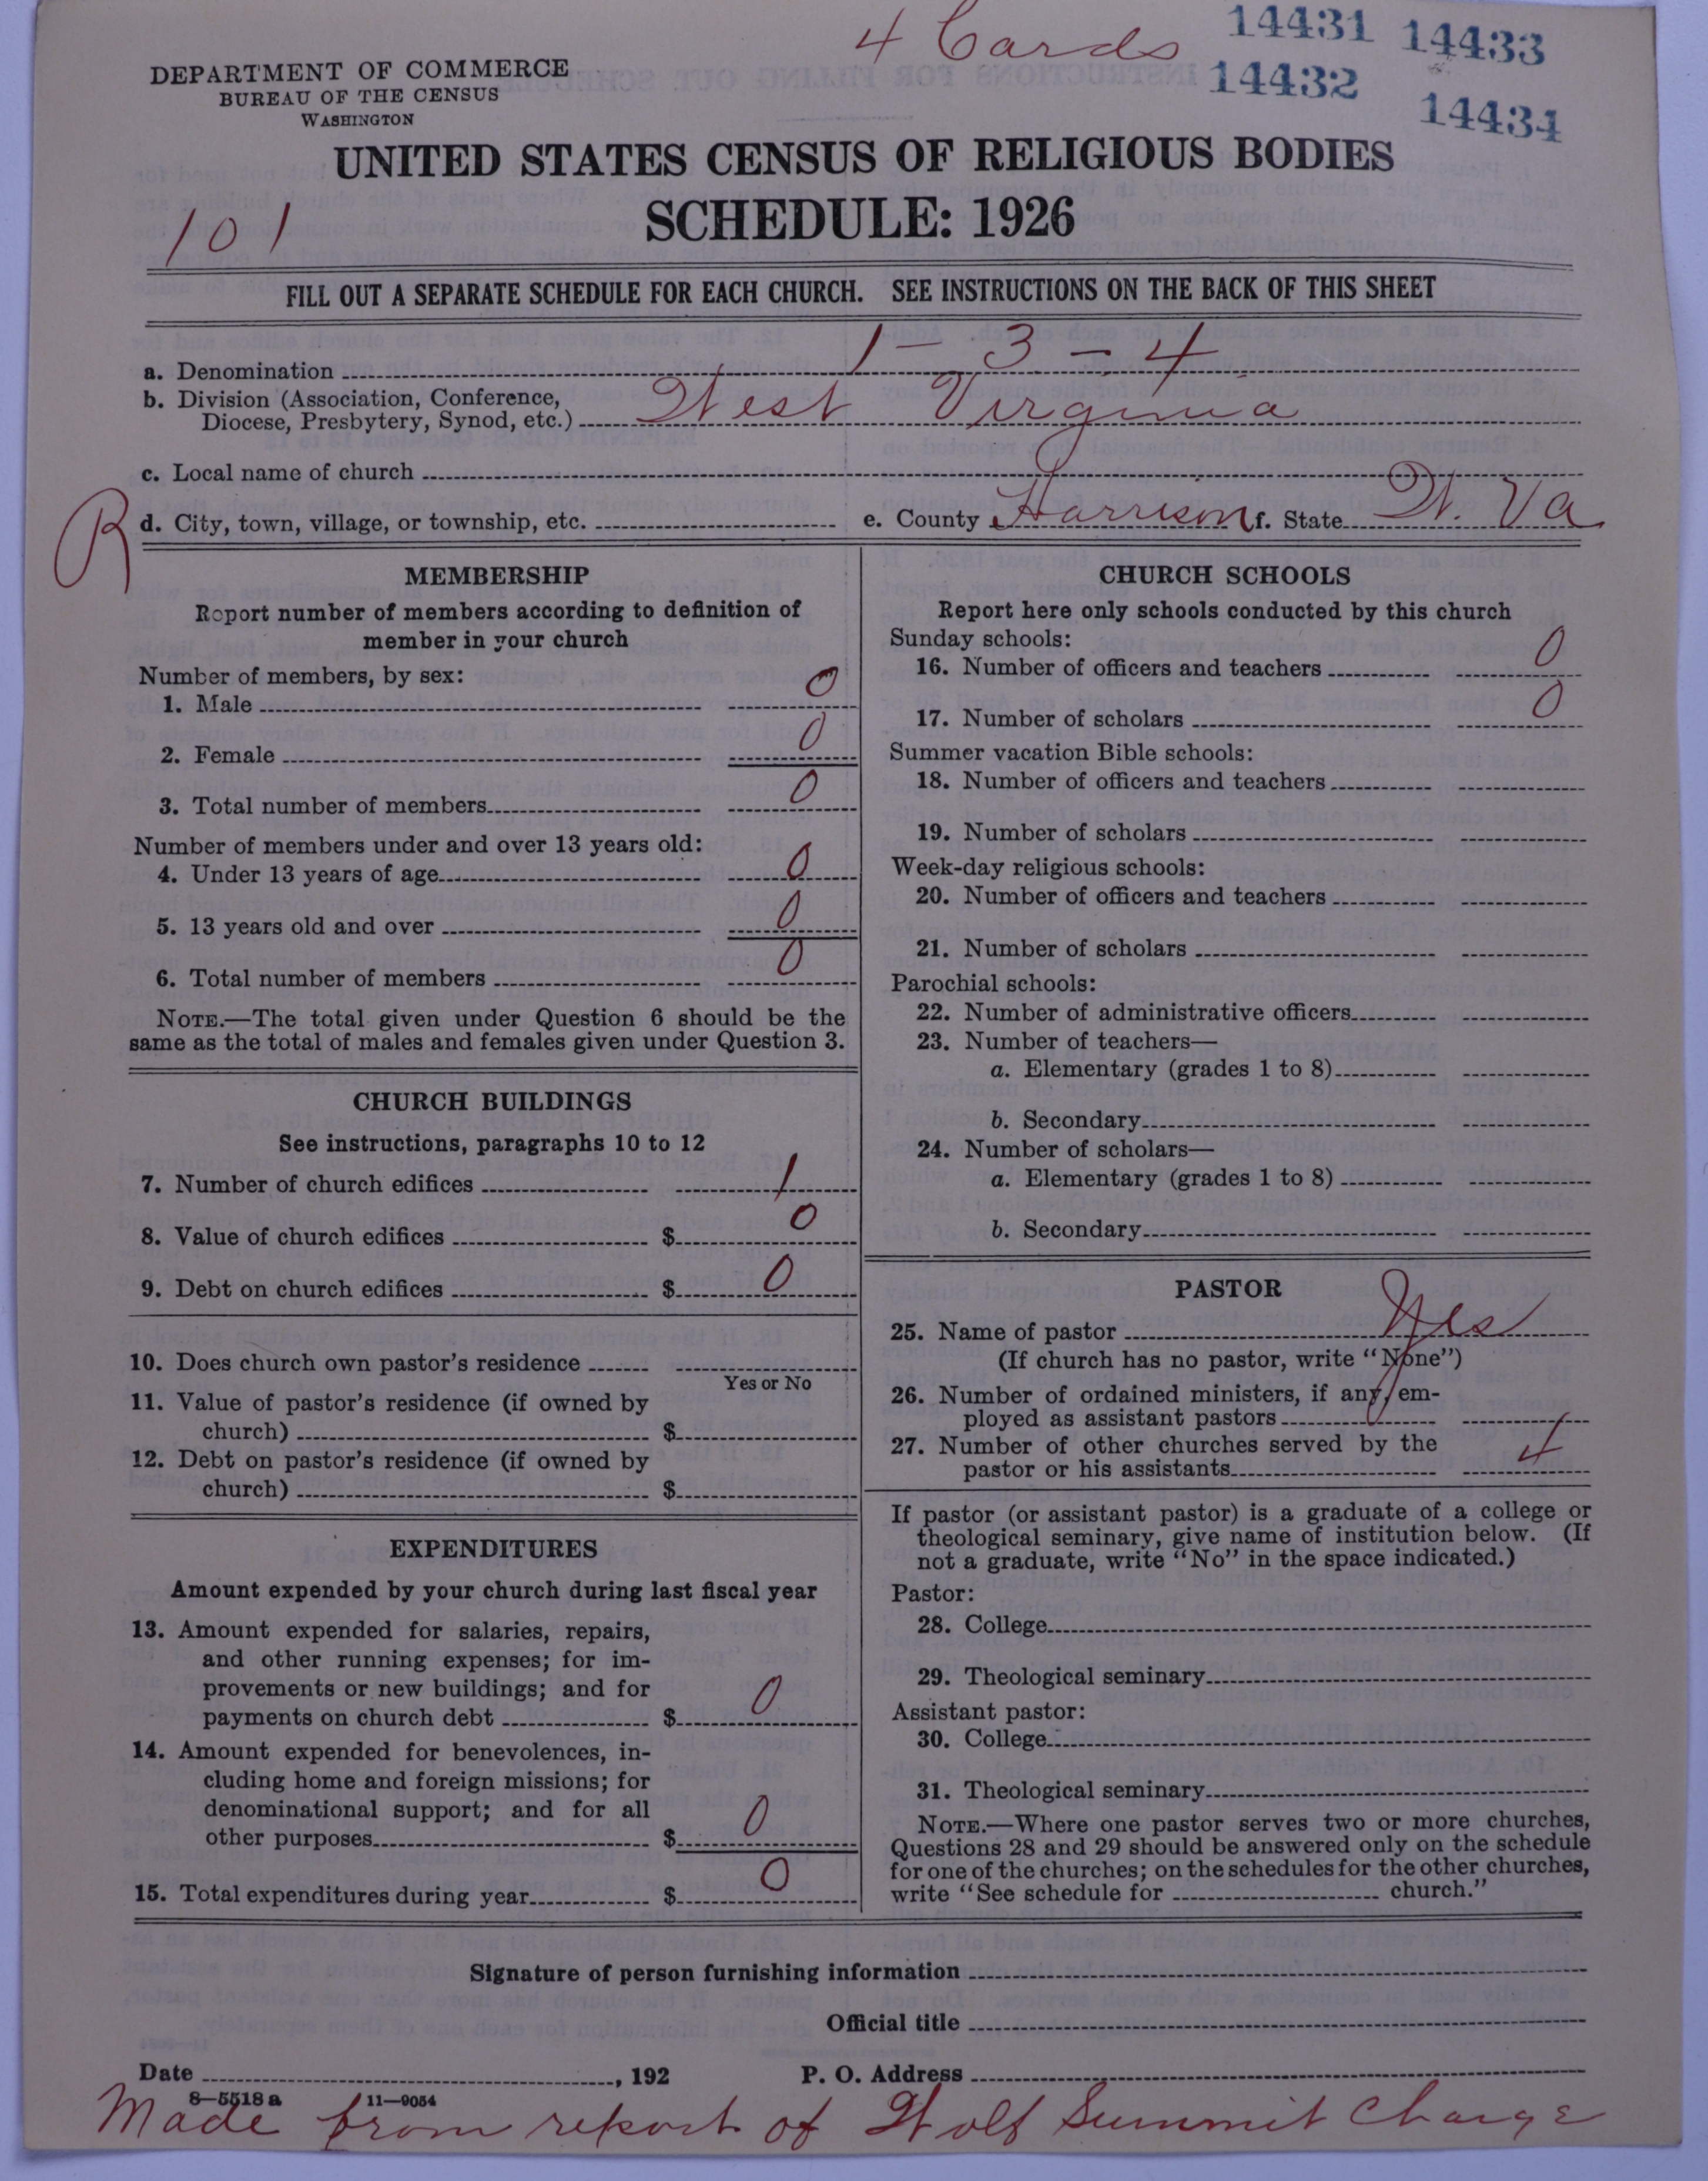 4 Cards 14431 14433
14432 14434
DEPARTMENT OF COMMERCE
BUREAU OF THE CENSUS
WASHINGTON
UNITED STATES CENSUS OF RELIGIOUS BODIES
SCHEDULE: 1926
101
FILL OUT A SEPARATE SCHEDULE FOR EACH CHURCH. SEE INSTRUCTIONS ON THE BACK OF THIS SHEET
a. Denomination 1-3-4
b. Division (Association, Conference,
Diocese, Presbytery, Synod, etc.) West Virginia
c. Local name of church
R d. City, town, village, or township, etc. e. County Harrison f. State W. Va
MEMBERSHIP
Report number of members according to definition of
member in your church
Number of members, by sex:
1. Male 0
2. Female 0
3. Total number of members 0
Number of members under and over 13 years old:
4. Under 13 years of age 0
5. 13 years old and over 0
6. Total number of members 0
NOTE.—The total given under Question 6 should be the
same as the total of males and females given under Question 3.
CHURCH BUILDINGS
See instructions, paragraphs 10 to 12
7. Number of church edifices 1
8. Value of church edifices $ 0
9. Debt on church edifices $ 0
10. Does church own pastor's residence
Yes or No
11. Value of pastor's residence (if owned by
church) $
12. Debt on pastor's residence (if owned by
church) $
EXPENDITURES
Amount expended by your church during last fiscal year
13. Amount expended for salaries, repairs,
and other running expenses; for im-
provements or new buildings; and for
payments on church debt $ 0
14. Amount expended for benevolences, in-
cluding home and foreign missions; for
denominational support; and for all
other purposes $ 0
15. Total expenditures during year $ 0
CHURCH SCHOOLS
Report here only schools conducted by this church
Sunday schools:
16. Number of officers and teachers 0
17. Number of scholars 0
Summer vacation Bible schools:
18. Number of officers and teachers
19. Number of scholars
Week-day religious schools:
20. Number of officers and teachers
21. Number of scholars
Parochial schools:
22. Number of administrative officers
23. Number of teachers—
a. Elementary (grades 1 to 8)
b. Secondary
24. Number of scholars—
a. Elementary (grades 1 to 8)
b. Secondary
PASTOR
25. Name of pastor Yes
(If church has no pastor, write "None")
26. Number of ordained ministers, if any, em-
ployed as assistant pastors
27. Number of other churches served by the
pastor or his assistants 4
If pastor (or assistant pastor) is a graduate of a college or
theological seminary, give name of institution below. (If
not a graduate, write "No" in the space indicated.)
Pastor:
28. College
29. Theological seminary
Assistant pastor:
30. College
31. Theological seminary
NOTE.—Where one pastor serves two or more churches,
Questions 28 and 29 should be answered only on the schedule
for one of the churches; on the schedules for the other churches,
write "See schedule for church."
Signature of person furnishing information
Official title
Date , 192 P. O. Address
8—5518 a 11—9054
Made from report of Wolf Summit Charge